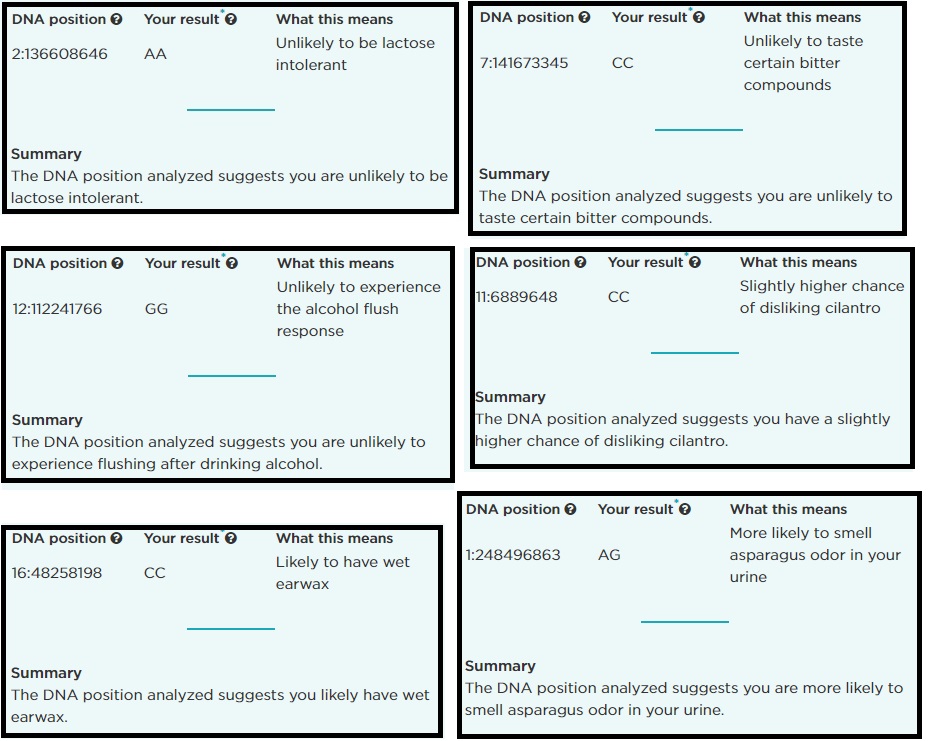 DNA position ? Your result* ? What this means
2:136608646 AA Unlikely to be lactose
intolerant
Summary
The DNA position analyzed suggests you are unlikely to be
lactose intolerant.
DNA position ? Your result* ? What this means
7:141673345 CC Unlikely to taste
certain bitter
compounds
Summary
The DNA position analyzed suggests you are unlikely to
taste certain bitter compounds.
DNA position ? Your result* ? What this means
12:112241766 GG Unlikely to experience
the alcohol flush
response
Summary
The DNA position analyzed suggests you are unlikely to
experience flushing after drinking alcohol.
DNA position ? Your result* ? What this means
11:6889648 CC Slightly higher chance
of disliking cilantro
Summary
The DNA position analyzed suggests you have a slightly
higher chance of disliking cilantro.
DNA position ? Your result* ? What this means
16:48258198 CC Likely to have wet
earwax
Summary
The DNA position analyzed suggests you likely have wet
earwax.
DNA position ? Your result* ? What this means
1:248496863 AG More likely to smell
asparagus odor in your
urine
Summary
The DNA position analyzed suggests you are more likely to
smell asparagus odor in your urine.